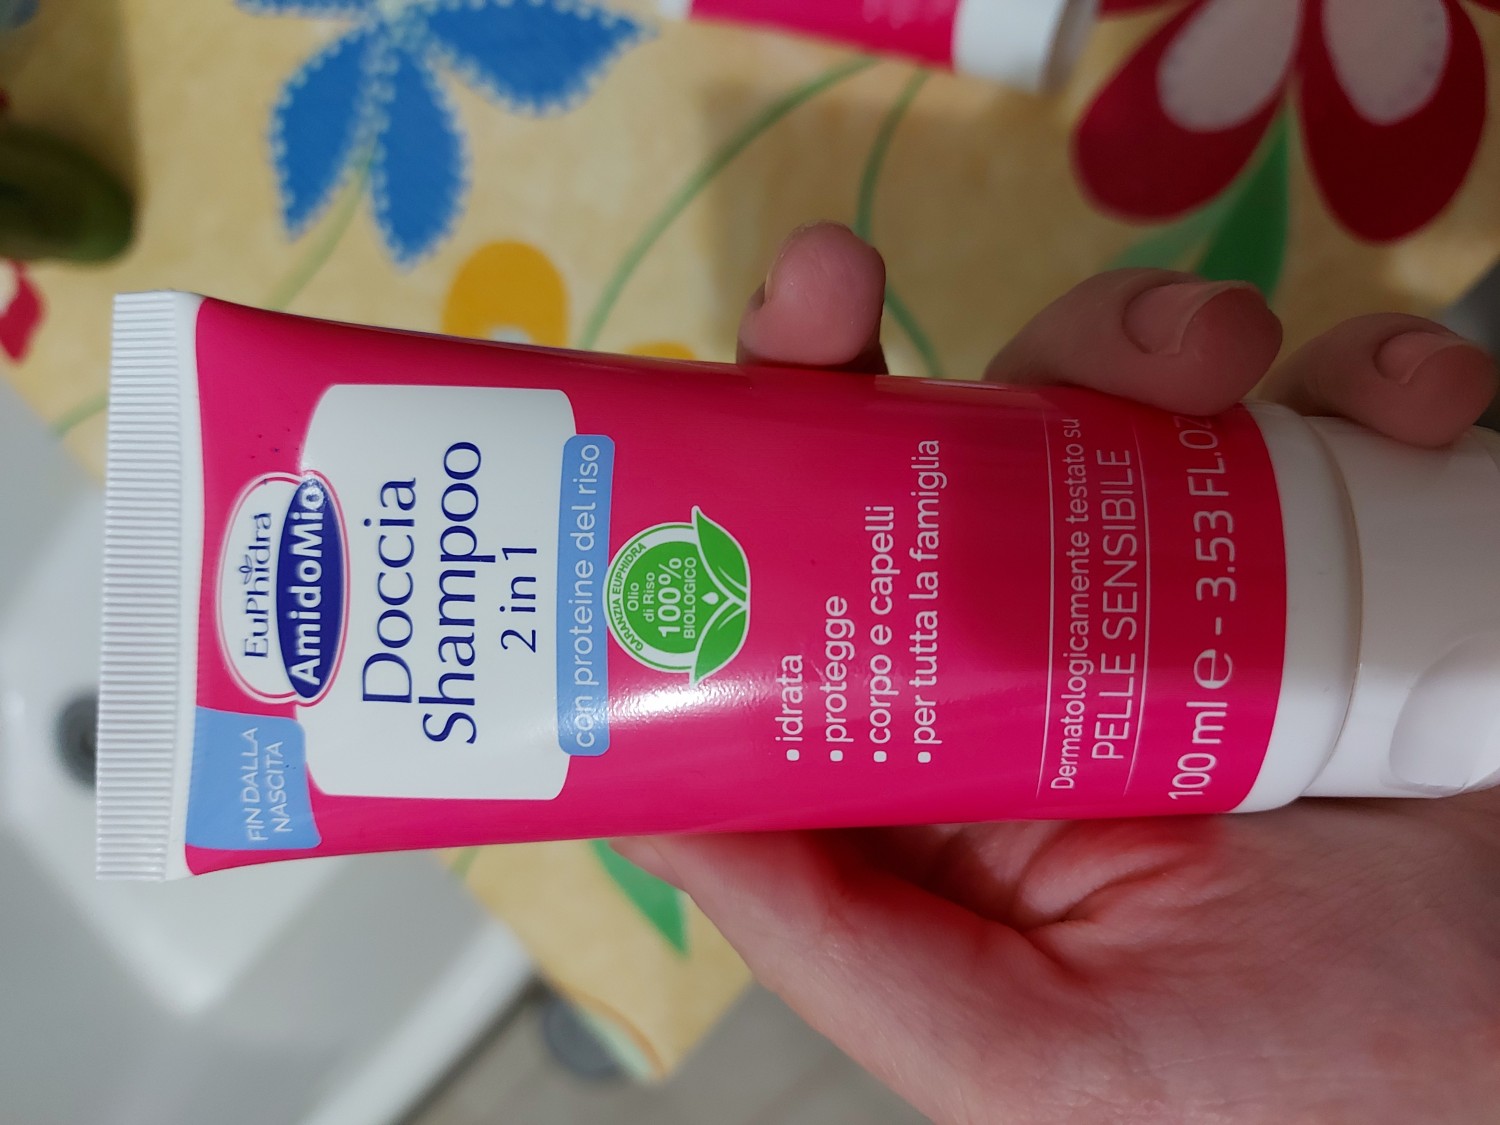 FIN DALLA
NASCITA
EuPhidra
AmidoMio
Doccia
Shampoo
2 in 1
con proteine del riso
GARANZIA EUPHIDRA
Olio
di Riso
100%
BIOLOGICO
• idrata
• protegge
• corpo e capelli
• per tutta la famiglia
Dermatologicamente testato su
PELLE SENSIBILE
100 ml ℮ - 3.53 FL.OZ